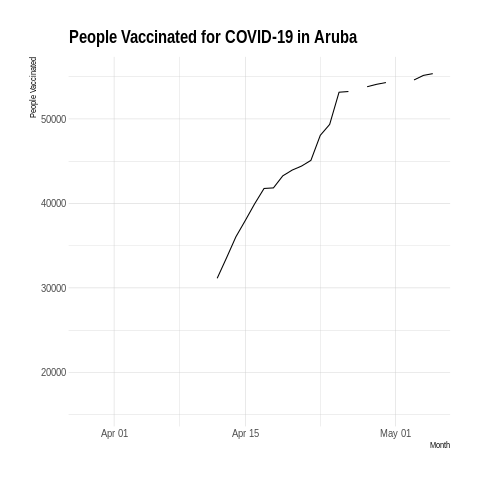 People Vaccinated for COVID-19 in Aruba
People Vaccinated
50000
40000
30000
20000
Apr 01
Apr 15
May 01
Month